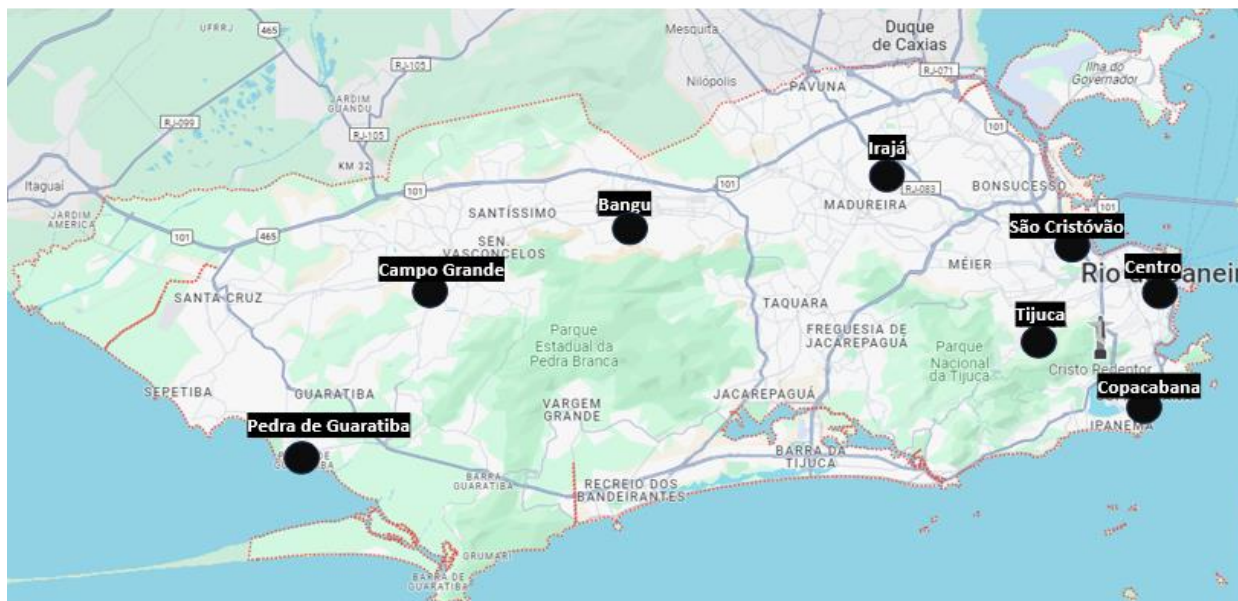 UFRRJ
465
Mesquita
Duque
de Caxias
RJ-105
RJ-071
Ilha do
Governador
Nilópolis
PAVUNA
JARDIM
GUANDU
RJ-099
RJ-105
101
Irajá
KM 32
RJ-083
BONSUCESSO
Itaguaí
101
101
101
Bangu
MADUREIRA
JARDIM
AMERICA
SANTÍSSIMO
São Cristóvão
101
465
SEN.
VASCONCELOS
MÉIER
Centro
Campo Grande
Rio
aneir
SANTA CRUZ
TAQUARA
Tijuca
Parque
Estadual da
Pedra Branca
FREGUESIA DE
JACAREPAGUÁ
Parque
Nacional
da Tijuca
Cristo Redentor
SEPETIBA
GUARATIBA
VARGEM
GRANDE
JACAREPAGUÁ
Copacabana
Pedra de Guaratiba
IPANEMA
BARRA DA
TIJUCA
BARRA
GUARATIBA
RECREIO DOS
BANDEIRANTES
GRUMARI
BARRA DE
GUARATIBA